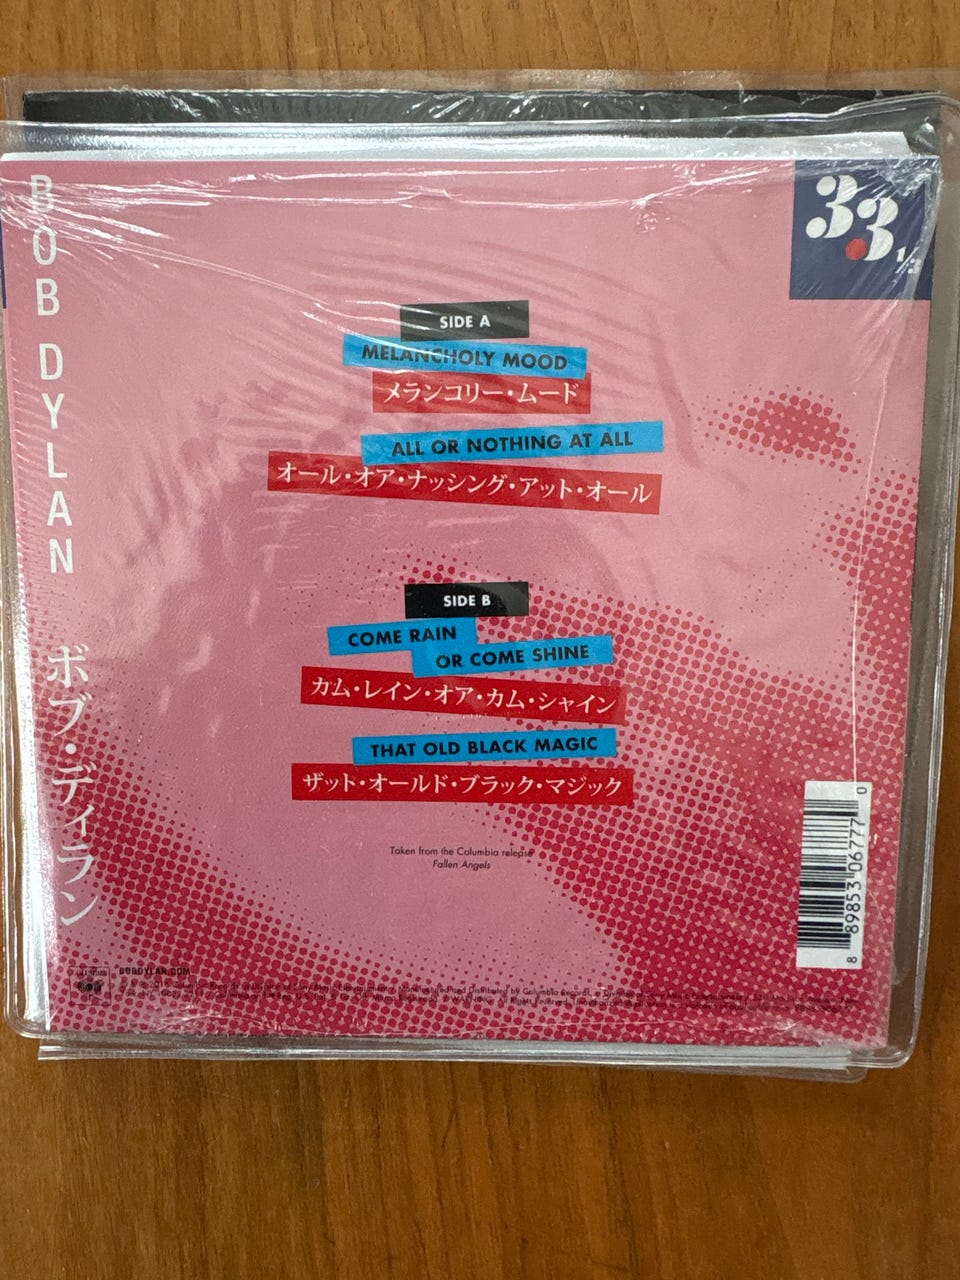 BOB DYLAN ボブ・ディラン
33 1/3
SIDE A
MELANCHOLY MOOD
メランコリー・ムード
ALL OR NOTHING AT ALL
オール・オア・ナッシング・アット・オール
SIDE B
COME RAIN
OR COME SHINE
カム・レイン・オア・カム・シャイン
THAT OLD BLACK MAGIC
ザット・オールド・ブラック・マジック
Taken from the Columbia release
Fallen Angels
8 89853 06777 0
BOBDYLAN.COM